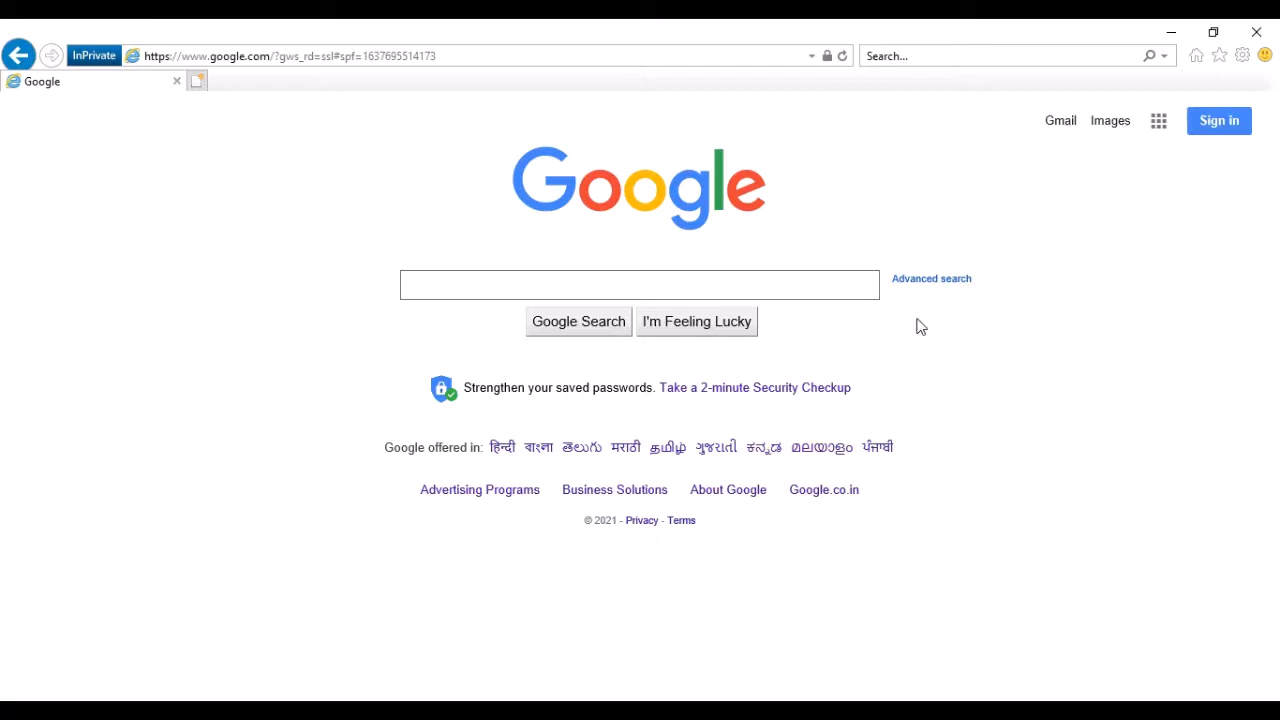 InPrivate https://www.google.com/?gws_rd=ssl#spf=1637695514173 Search...
Google
Gmail Images Sign in
Google
Advanced search
Google Search I'm Feeling Lucky
Strengthen your saved passwords. Take a 2-minute Security Checkup
Google offered in: हिन्दी বাংলা తెలుగు मराठी தமிழ் ગુજરાતી ಕನ್ನಡ മലയാളം ਪੰਜਾਬੀ
Advertising Programs Business Solutions About Google Google.co.in
© 2021 - Privacy - Terms